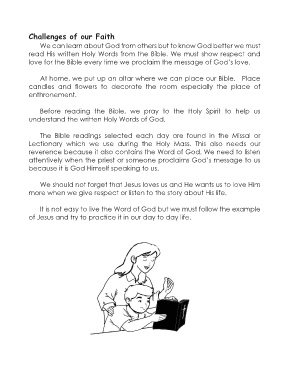 Challenges of our Faith
We can learn about God from others but to know God better we must
read His written Holy Words from the Bible. We must show respect and
love for the Bible every time we proclaim the message of God's love.
At home, we put up an altar where we can place our Bible. Place
candles and flowers to decorate the room especially the place of
enthronement.
Before reading the Bible, we pray to the Holy Spirit to help us
understand the written Holy Words of God.
The Bible readings selected each day are found in the Missal or
Lectionary which we use during the Holy Mass. This also needs our
reverence because it also contains the Word of God. We need to listen
attentively when the priest or someone proclaims God's message to us
because it is God Himself speaking to us.
We should not forget that Jesus loves us and He wants us to love Him
more when we give respect or listen to the story about His life.
It is not easy to live the Word of God but we must follow the example
of Jesus and try to practice it in our day to day life.